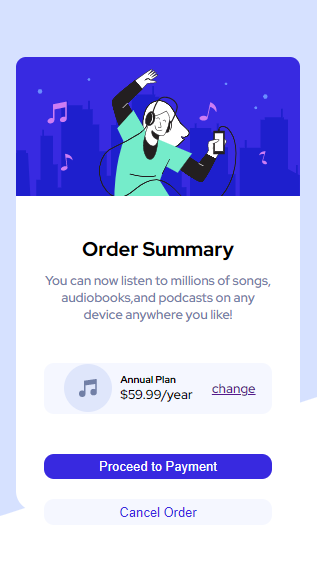 Order Summary
You can now listen to millions of songs,
audiobooks,and podcasts on any
device anywhere you like!
Annual Plan
$59.99/year
change
Proceed to Payment
Cancel Order